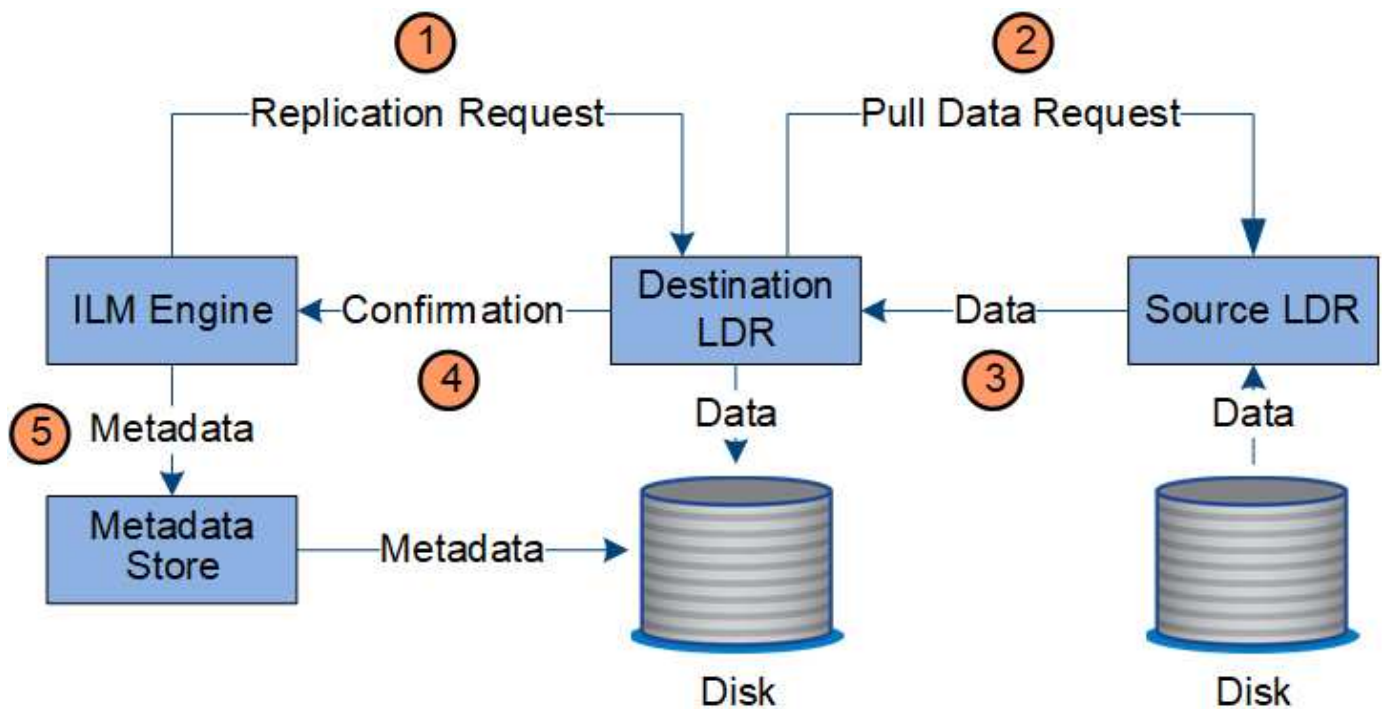 1
2
Replication Request
Pull Data Request
ILM Engine
Confirmation
Destination
LDR
Data
Source LDR
4
3
5
Metadata
Data
Data
Metadata
Store
Metadata
Disk
Disk